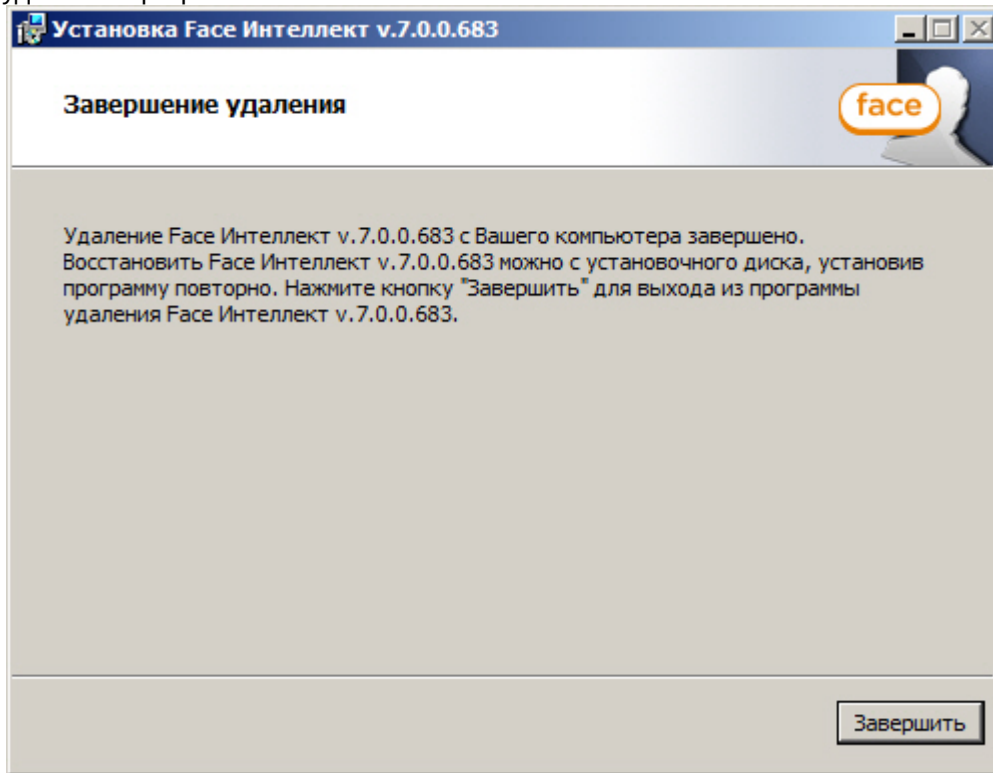 Установка Face Интеллект v.7.0.0.683
Завершение удаления
face
Удаление Face Интеллект v.7.0.0.683 с Вашего компьютера завершено.
Восстановить Face Интеллект v.7.0.0.683 можно с установочного диска, установив
программу повторно. Нажмите кнопку "Завершить" для выхода из программы
удаления Face Интеллект v.7.0.0.683.
Завершить